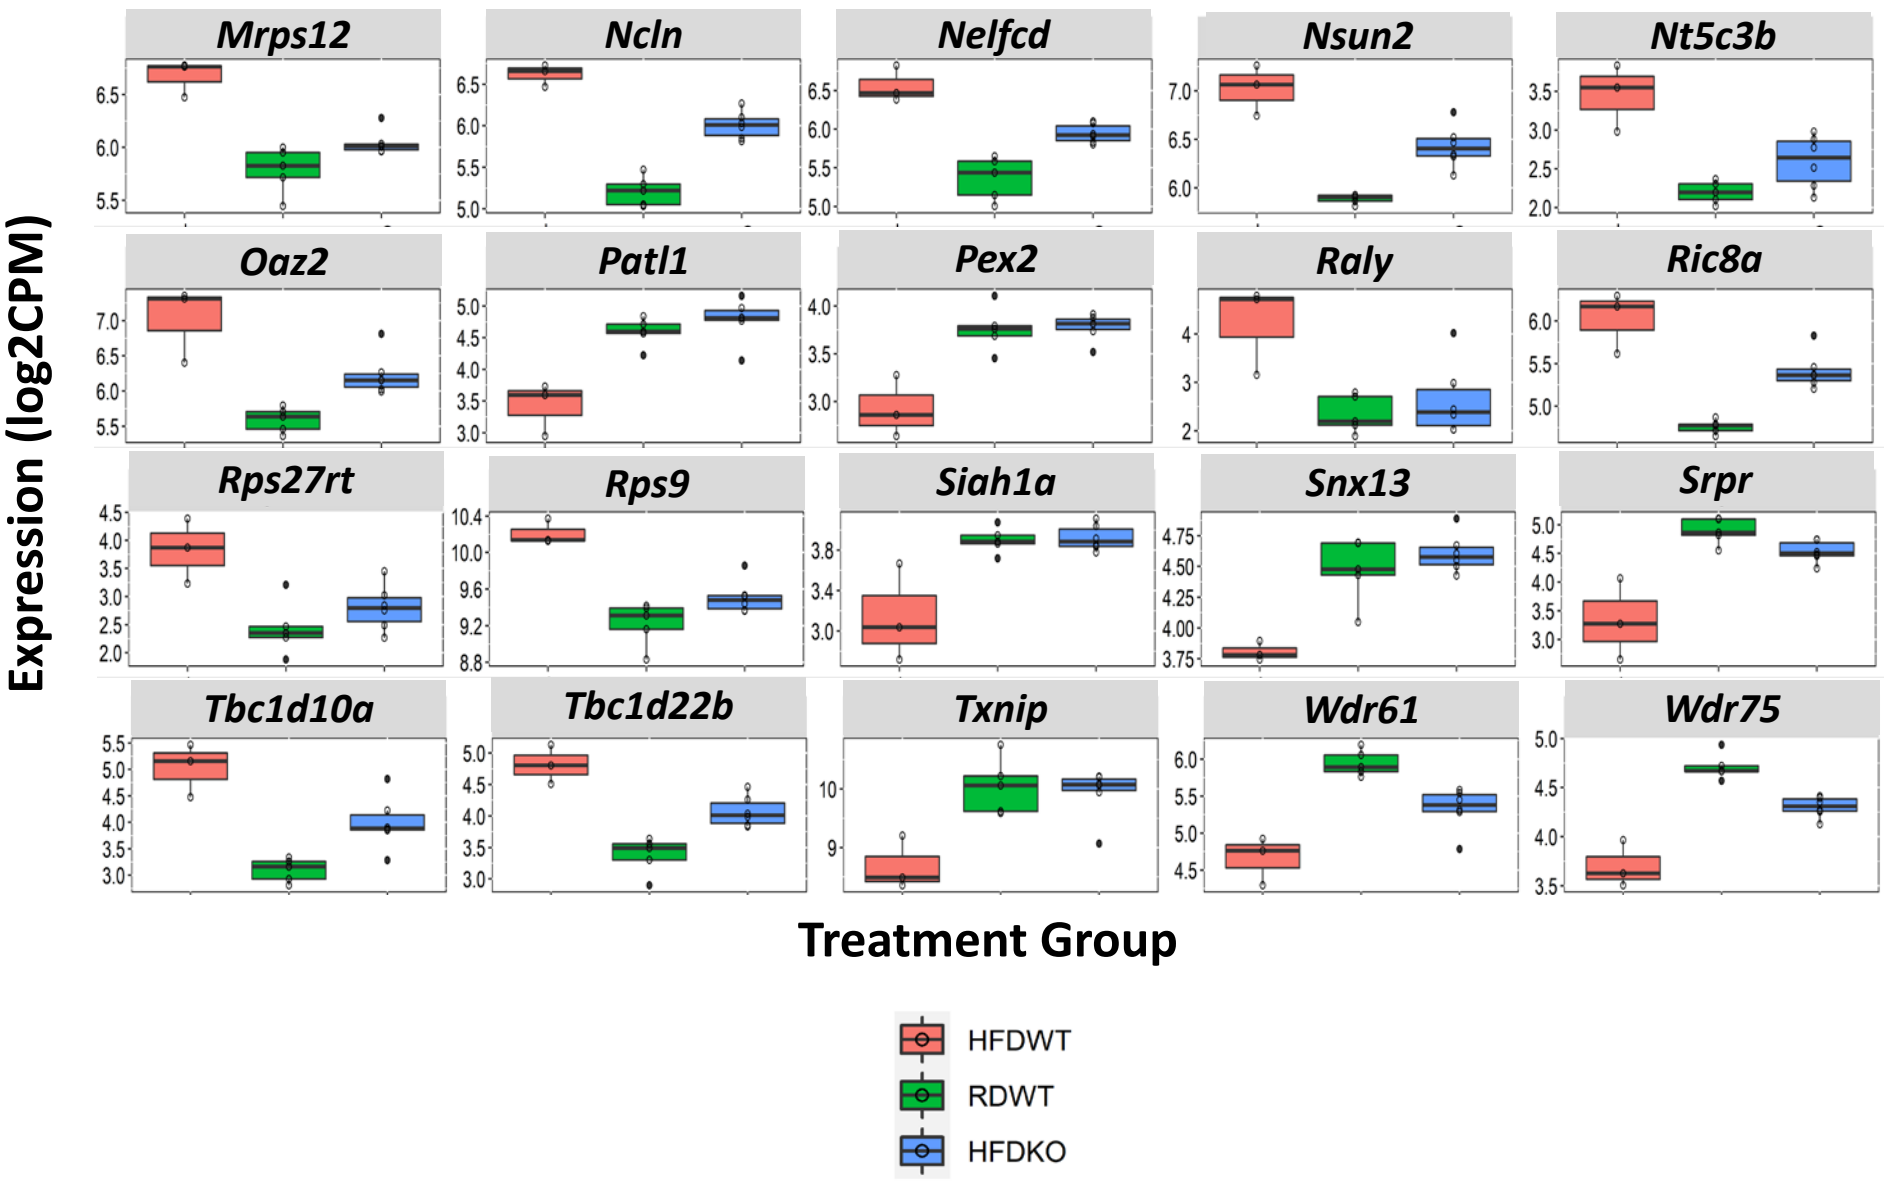 Expression (log2CPM)
Mrps12 Ncln Nelfcd Nsun2 Nt5c3b
6.5 6.0 5.5
6.5 6.0 5.5 5.0
6.5 6.0 5.5 5.0
7.0 6.5 6.0
3.5 3.0 2.5 2.0
Oaz2 Patl1 Pex2 Raly Ric8a
7.0 6.5 6.0 5.5
5.0 4.5 4.0 3.5 3.0
4.0 3.5 3.0
4 3 2
6.0 5.5 5.0
Rps27rt Rps9 Siah1a Snx13 Srpr
4.5 4.0 3.5 3.0 2.5 2.0
10.4 10.0 9.6 9.2 8.8
3.8 3.4 3.0
4.75 4.50 4.25 4.00 3.75
5.0 4.5 4.0 3.5 3.0
Tbc1d10a Tbc1d22b Txnip Wdr61 Wdr75
5.5 5.0 4.5 4.0 3.5 3.0
5.0 4.5 4.0 3.5 3.0
10 9
6.0 5.5 5.0 4.5
5.0 4.5 4.0 3.5
Treatment Group
HFDWT
RDWT
HFDKO